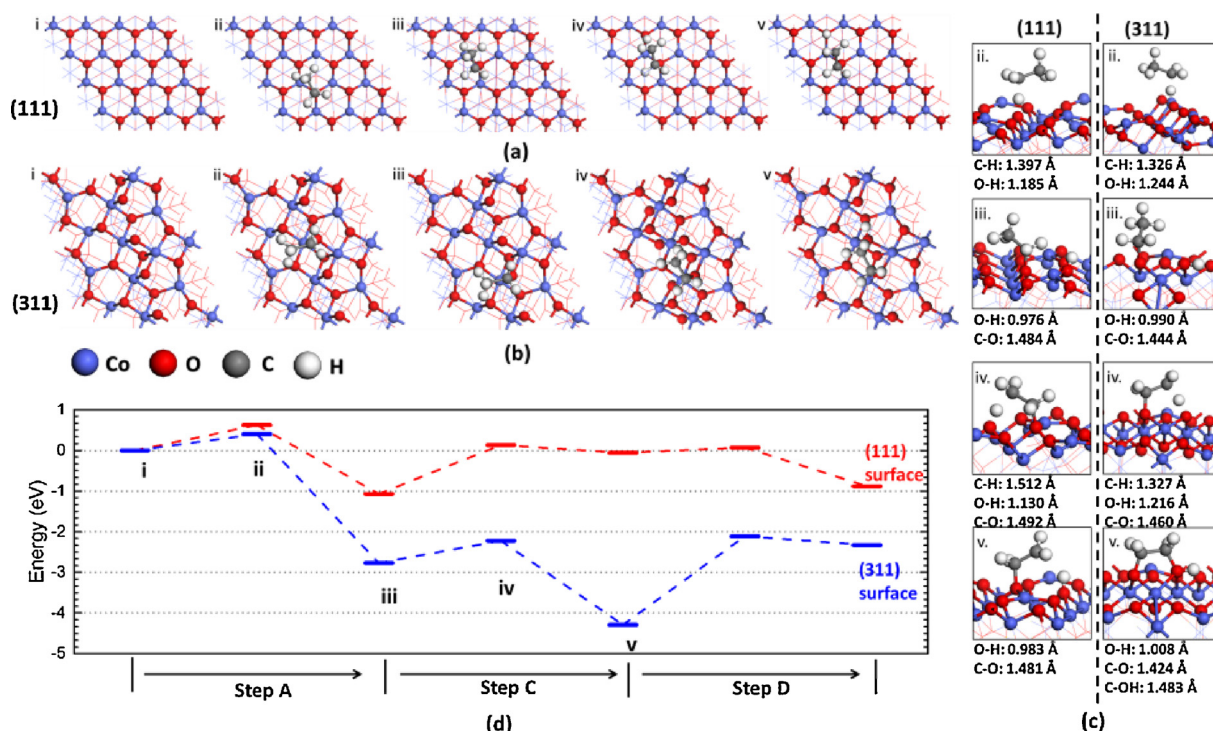 i
ii
iii
iv
v
(111)
(a)
i
ii
iii
iv
v
(311)
(b)
Co
O
C
H
1
0
-1
-2
-3
-4
-5
Energy (eV)
i
ii
iii
iv
v
(111)
surface
(311)
surface
Step A
Step C
Step D
(d)
(111)
(311)
ii.
C-H: 1.397 Å
O-H: 1.185 Å
ii.
C-H: 1.326 Å
O-H: 1.244 Å
iii.
O-H: 0.976 Å
C-O: 1.484 Å
iii.
O-H: 0.990 Å
C-O: 1.444 Å
iv.
C-H: 1.512 Å
O-H: 1.130 Å
C-O: 1.492 Å
iv.
C-H: 1.327 Å
O-H: 1.216 Å
C-O: 1.460 Å
v.
O-H: 0.983 Å
C-O: 1.481 Å
v.
O-H: 1.008 Å
C-O: 1.424 Å
C-OH: 1.483 Å
(c)